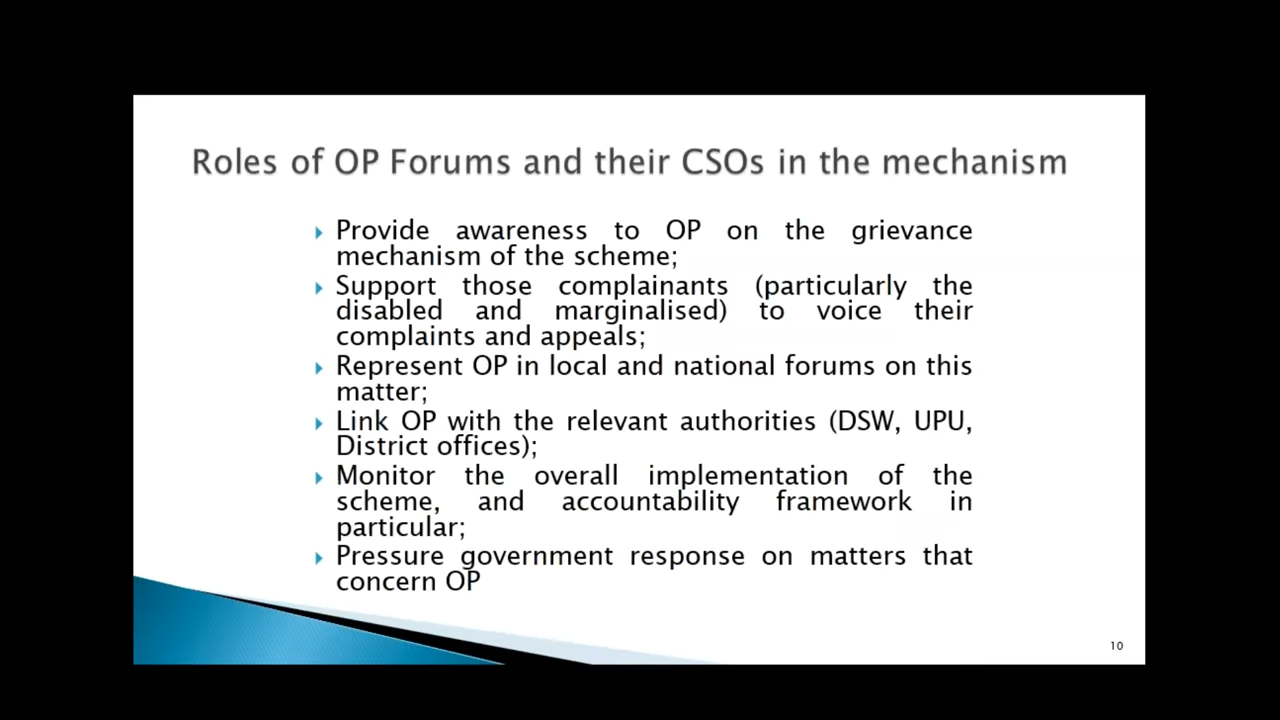 Roles of OP Forums and their CSOs in the mechanism
Provide awareness to OP on the grievance
mechanism of the scheme;
Support those complainants (particularly the
disabled and marginalised) to voice their
complaints and appeals;
Represent OP in local and national forums on this
matter;
Link OP with the relevant authorities (DSW, UPU,
District offices);
Monitor the overall implementation of the
scheme, and accountability framework in
particular;
Pressure government response on matters that
concern OP
10